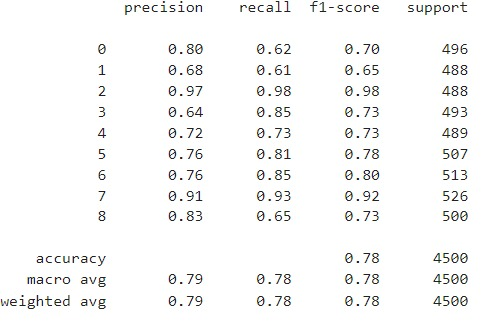 precision recall f1-score support
0 0.80 0.62 0.70 496
1 0.68 0.61 0.65 488
2 0.97 0.98 0.98 488
3 0.64 0.85 0.73 493
4 0.72 0.73 0.73 489
5 0.76 0.81 0.78 507
6 0.76 0.85 0.80 513
7 0.91 0.93 0.92 526
8 0.83 0.65 0.73 500
accuracy 0.78 4500
macro avg 0.79 0.78 0.78 4500
weighted avg 0.79 0.78 0.78 4500